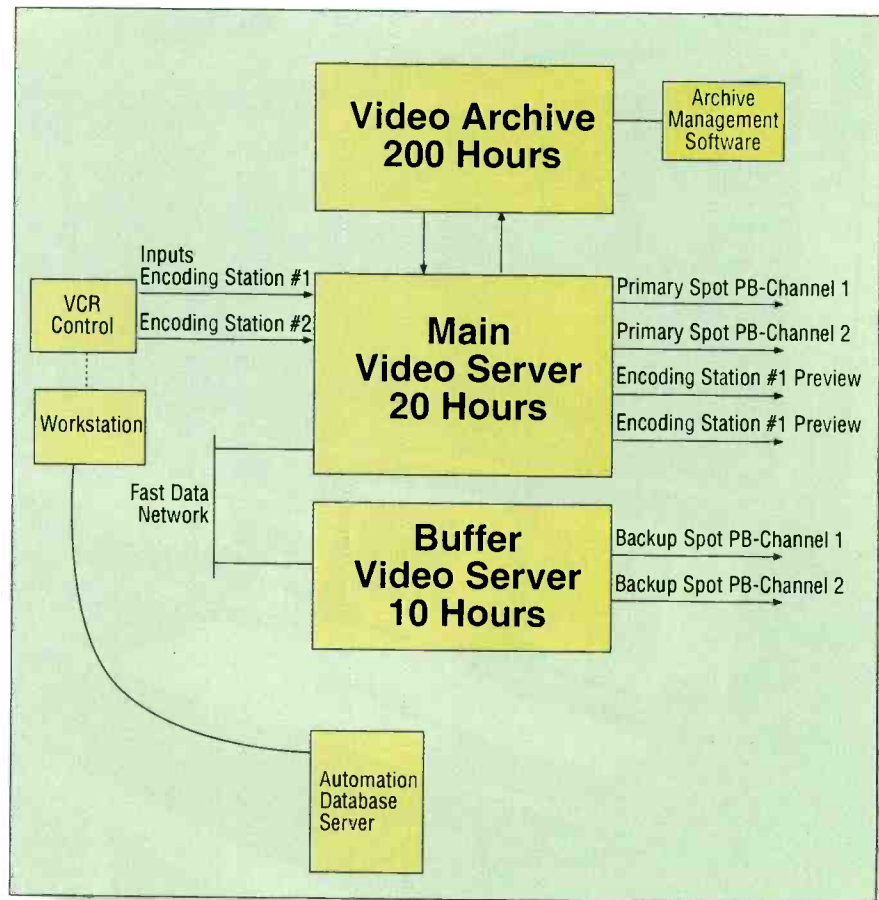 Video Archive
200 Hours
Archive
Management
Software
Inputs
Encoding Station #1
Encoding Station #2
VCR
Control
Workstation
Main
Video Server
20 Hours
Primary Spot PB-Channel 1
Primary Spot PB-Channel 2
Encoding Station #1 Preview
Encoding Station #1 Preview
Fast Data
Network
Buffer
Video Server
10 Hours
Backup Spot PB-Channel 1
Backup Spot PB-Channel 2
Automation
Database
Server